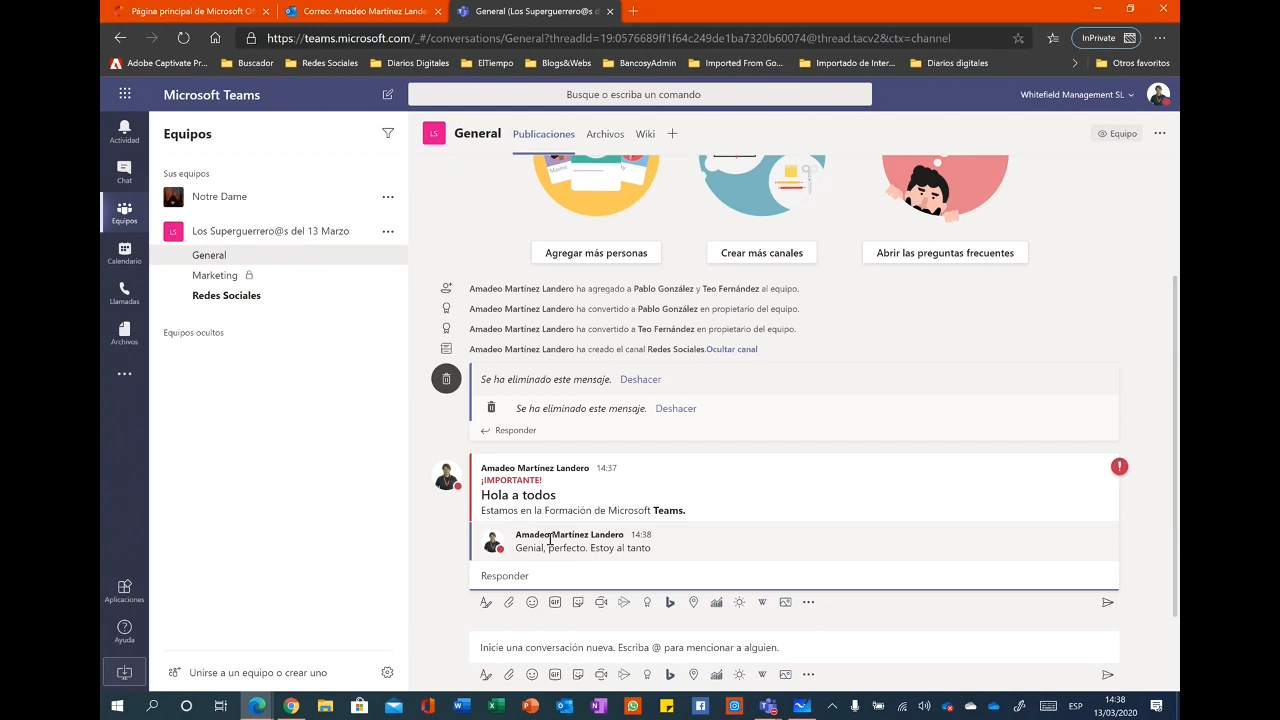 Página principal de Microsoft Of
Correo: Amadeo Martínez Lande
General (Los Superguerrero@s d
https://teams.microsoft.com/_#/conversations/General?threadId=19:0576689ff1f64c249de1ba7320b60074@thread.tacv2&ctx=channel
InPrivate
Adobe Captivate Pr...
Buscador
Redes Sociales
Diarios Digitales
ElTiempo
Blogs&Webs
BancosyAdmin
Imported From Goo...
Importado de Inter...
Diarios digitales
Otros favoritos
Microsoft Teams
Busque o escriba un comando
Whitefield Management SL
Actividad
Chat
Equipos
Calendario
Llamadas
Archivos
Aplicaciones
Ayuda
Equipos
Sus equipos
Notre Dame
LS Los Superguerrero@s del 13 Marzo
General
Marketing
Redes Sociales
Equipos ocultos
Unirse a un equipo o crear uno
LS General Publicaciones Archivos Wiki
Equipo
Agregar más personas
Crear más canales
Abrir las preguntas frecuentes
Amadeo Martínez Landero ha agregado a Pablo González y Teo Fernández al equipo.
Amadeo Martínez Landero ha convertido a Pablo González en propietario del equipo.
Amadeo Martínez Landero ha convertido a Teo Fernández en propietario del equipo.
Amadeo Martínez Landero ha creado el canal Redes Sociales.Ocultar canal
Se ha eliminado este mensaje. Deshacer
Se ha eliminado este mensaje. Deshacer
Responder
Amadeo Martínez Landero 14:37
¡IMPORTANTE!
Hola a todos
Estamos en la Formación de Microsoft Teams.
Amadeo Martínez Landero 14:38
Genial, perfecto. Estoy al tanto
Responder
GIF
Inicie una conversación nueva. Escriba @ para mencionar a alguien.
GIF
ESP
14:38
13/03/2020